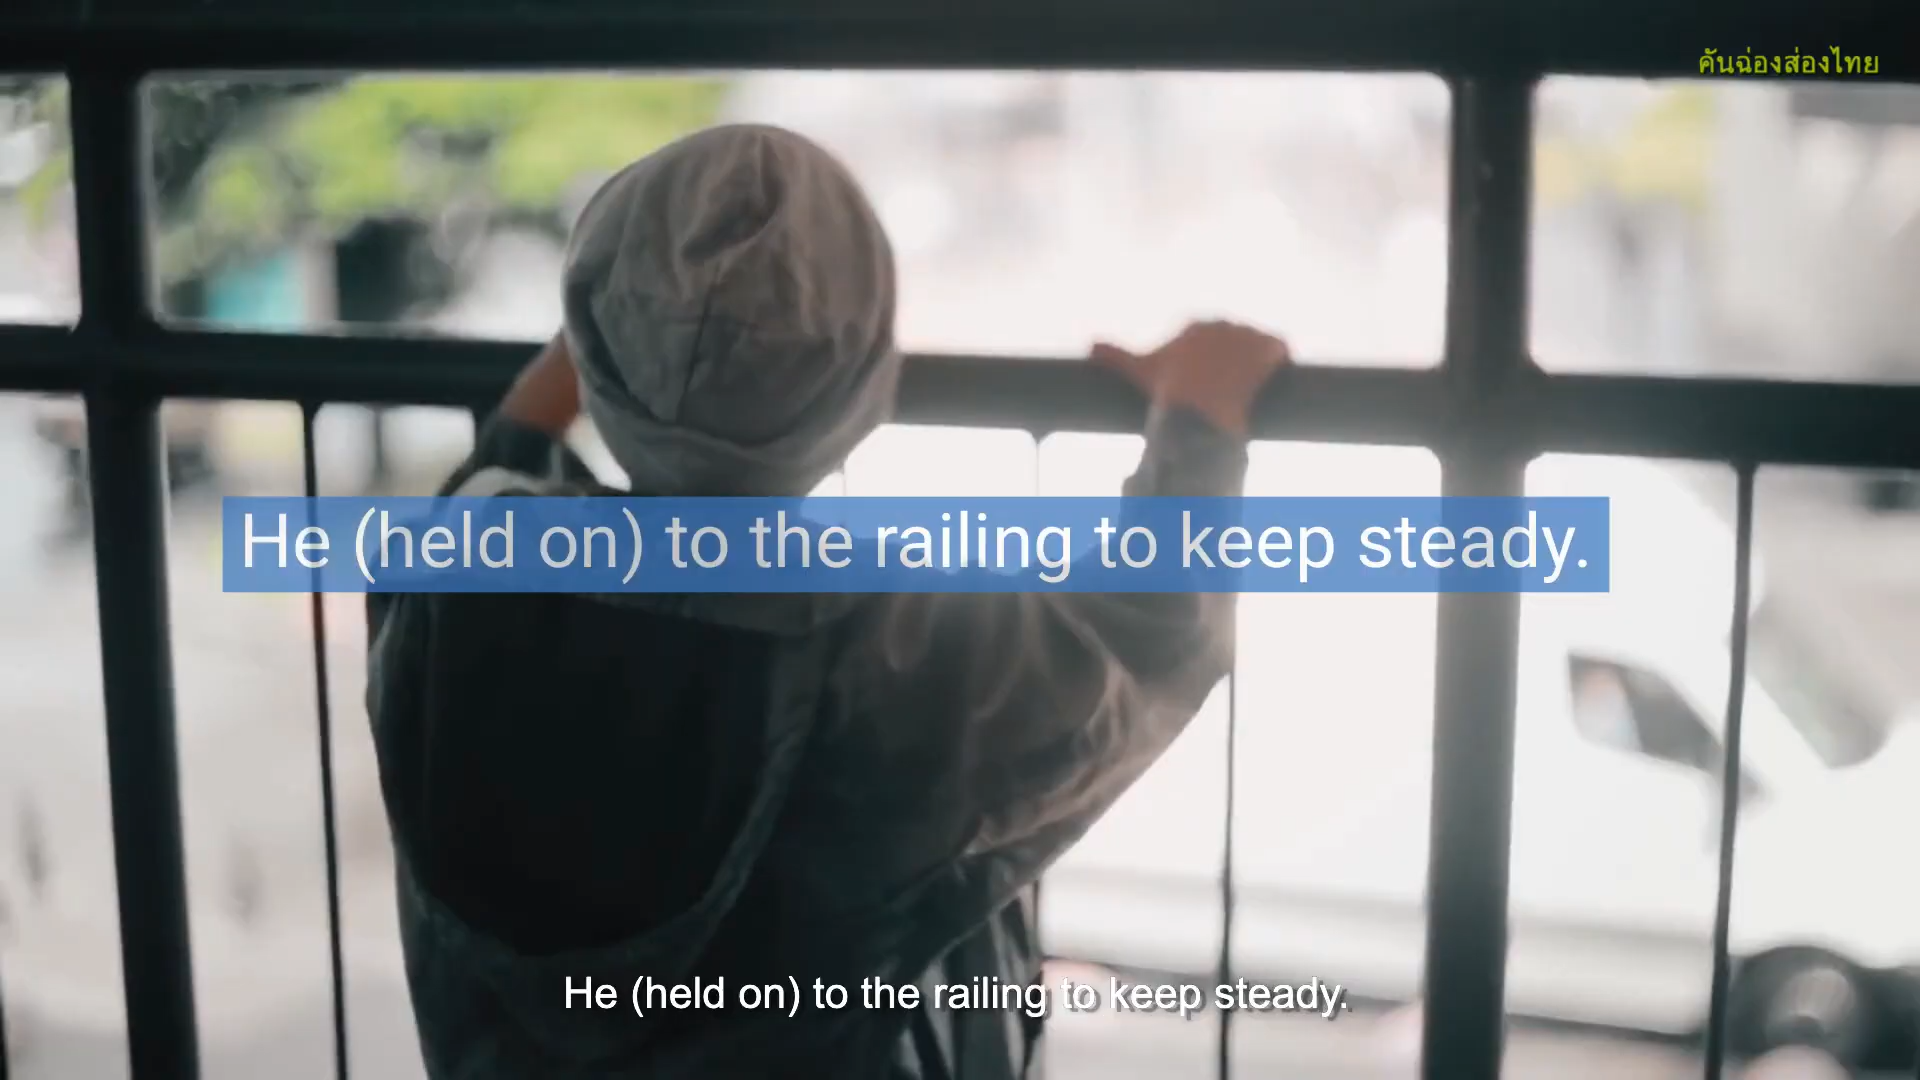 คันฉ่องส่องไทย
He (held on) to the railing to keep steady.
He (held on) to the railing to keep steady.